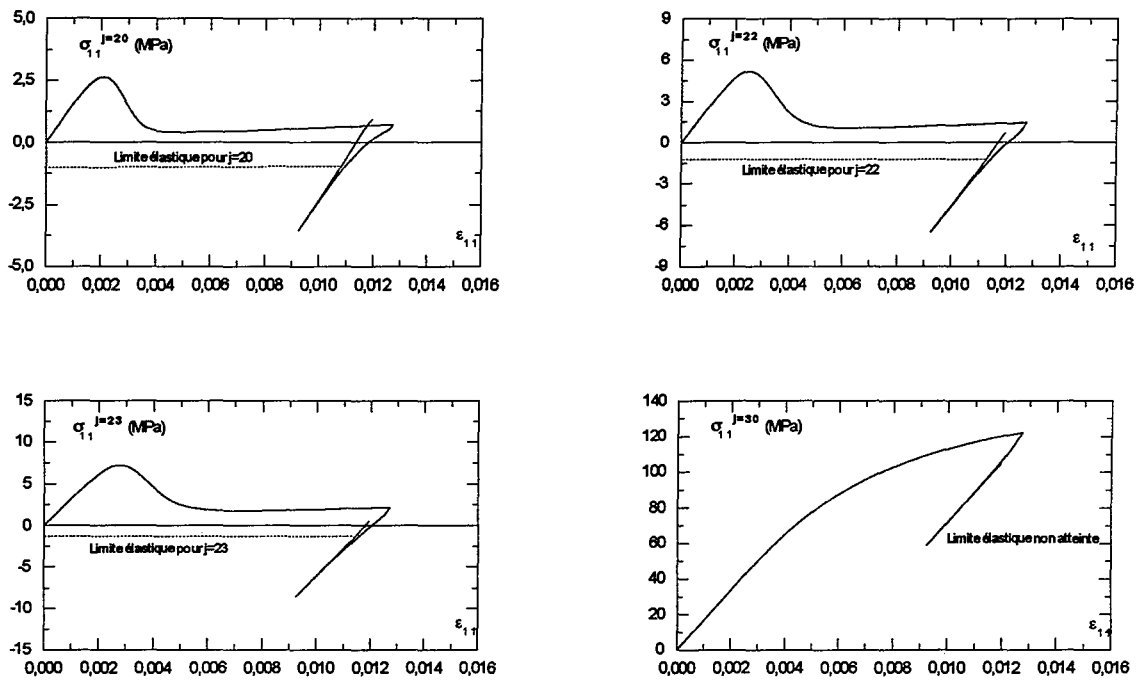 5,0
σ₁₁ʲ⁼²⁰ (MPa)
2,5
0,0
Limite élastique pour j=20
-2,5
ε₁₁
-5,0
0,000 0,002 0,004 0,006 0,008 0,010 0,012 0,014 0,016
9
σ₁₁ʲ⁼²² (MPa)
6
3
0
Limite élastique pour j=22
-3
-6
ε₁₁
-9
0,000 0,002 0,004 0,006 0,008 0,010 0,012 0,014 0,016
15
σ₁₁ʲ⁼²³ (MPa)
10
5
0
Limite élastique pour j=23
-5
-10
ε₁₁
-15
0,000 0,002 0,004 0,006 0,008 0,010 0,012 0,014 0,016
140
σ₁₁ʲ⁼³⁰ (MPa)
120
100
80
60
Limite élastique non atteinte
40
20
ε₁₁
0
0,000 0,002 0,004 0,006 0,008 0,010 0,012 0,014 0,016